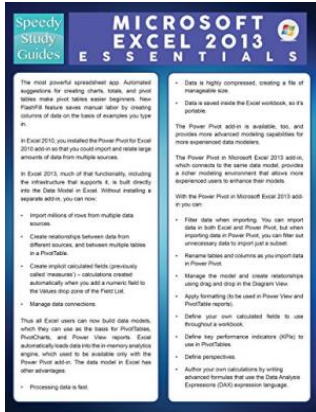 Speedy
Study
Guides
MICROSOFT
EXCEL 2013
ESSENTIALS
The most powerful spreadsheet app. Automated
suggestions for creating charts, totals, and pivot
tables make pivot tables easier beginners. New
FlashFill feature saves manual labor by creating
columns of data on the basis of examples you type
in.
In Excel 2010, you installed the Power Pivot for Excel
2010 add-in so that you could import and relate large
amounts of data from multiple sources.
In Excel 2013, much of that functionality, including
the infrastructure that supports it, is built directly
into the Data Model in Excel. Without installing a
separate add-in, you can now:
• Import millions of rows from multiple data
sources.
• Create relationships between data from
different sources, and between multiple tables
in a PivotTable.
• Create implicit calculated fields (previously
called 'measures') – calculations created
automatically when you add a numeric field to
the Values drop zone of the Field List.
• Manage data connections.
Thus all Excel users can now build data models,
which they can use as the basis for PivotTables,
PivotCharts, and Power View reports. Excel
automatically loads data into the in-memory analytics
engine, which used to be available only with the
Power Pivot add-in. The data model in Excel has
other advantages:
• Processing data is fast.
• Data is highly compressed, creating a file of
manageable size.
• Data is saved inside the Excel workbook, so it's
portable.
The Power Pivot add-in is available, too, and
provides more advanced modeling capabilities for
more experienced data modelers.
The Power Pivot in Microsoft Excel 2013 add-in,
which connects to the same data model, provides
a richer modeling environment that allows more
experienced users to enhance their models.
With the Power Pivot in Microsoft Excel 2013 add-
in you can:
• Filter data when importing. You can import
data in both Excel and Power Pivot, but when
importing data in Power Pivot, you can filter out
unnecessary data to import just a subset.
• Rename tables and columns as you import data
in Power Pivot.
• Manage the model and create relationships
using drag and drop in the Diagram View.
• Apply formatting (to be used in Power View and
PivotTable reports).
• Define your own calculated fields to use
throughout a workbook.
• Define key performance indicators (KPIs) to
use in PivotTables.
• Define perspectives.
• Author your own calculations by writing
advanced formulas that use the Data Analysis
Expressions (DAX) expression language.